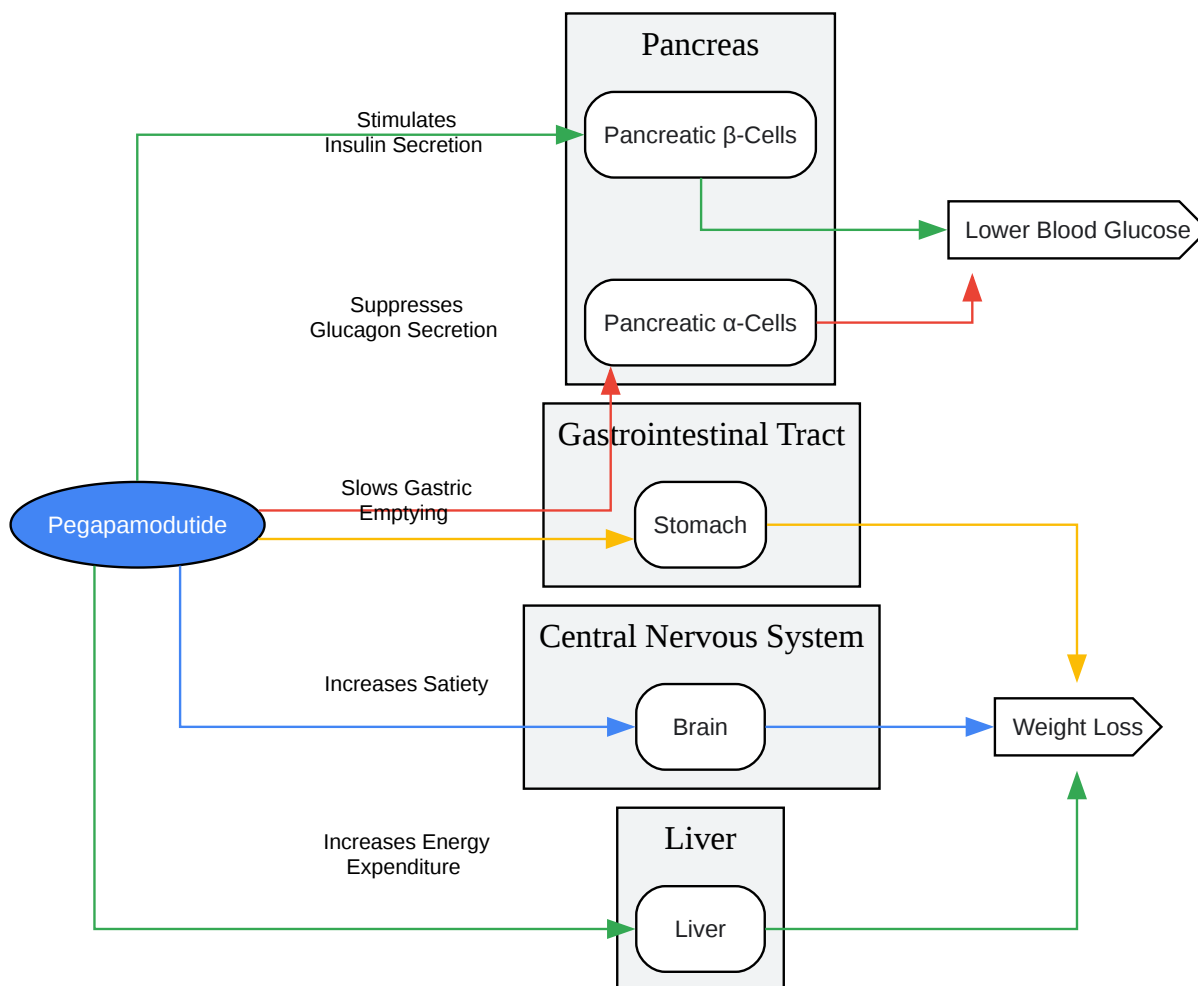 Pancreas
Stimulates
Insulin Secretion
Pancreatic β-Cells
Lower Blood Glucose
Suppresses
Glucagon Secretion
Pancreatic α-Cells
Gastrointestinal Tract
Slows Gastric
Emptying
Pegapamodutide
Stomach
Central Nervous System
Increases Satiety
Brain
Weight Loss
Increases Energy
Expenditure
Liver
Liver